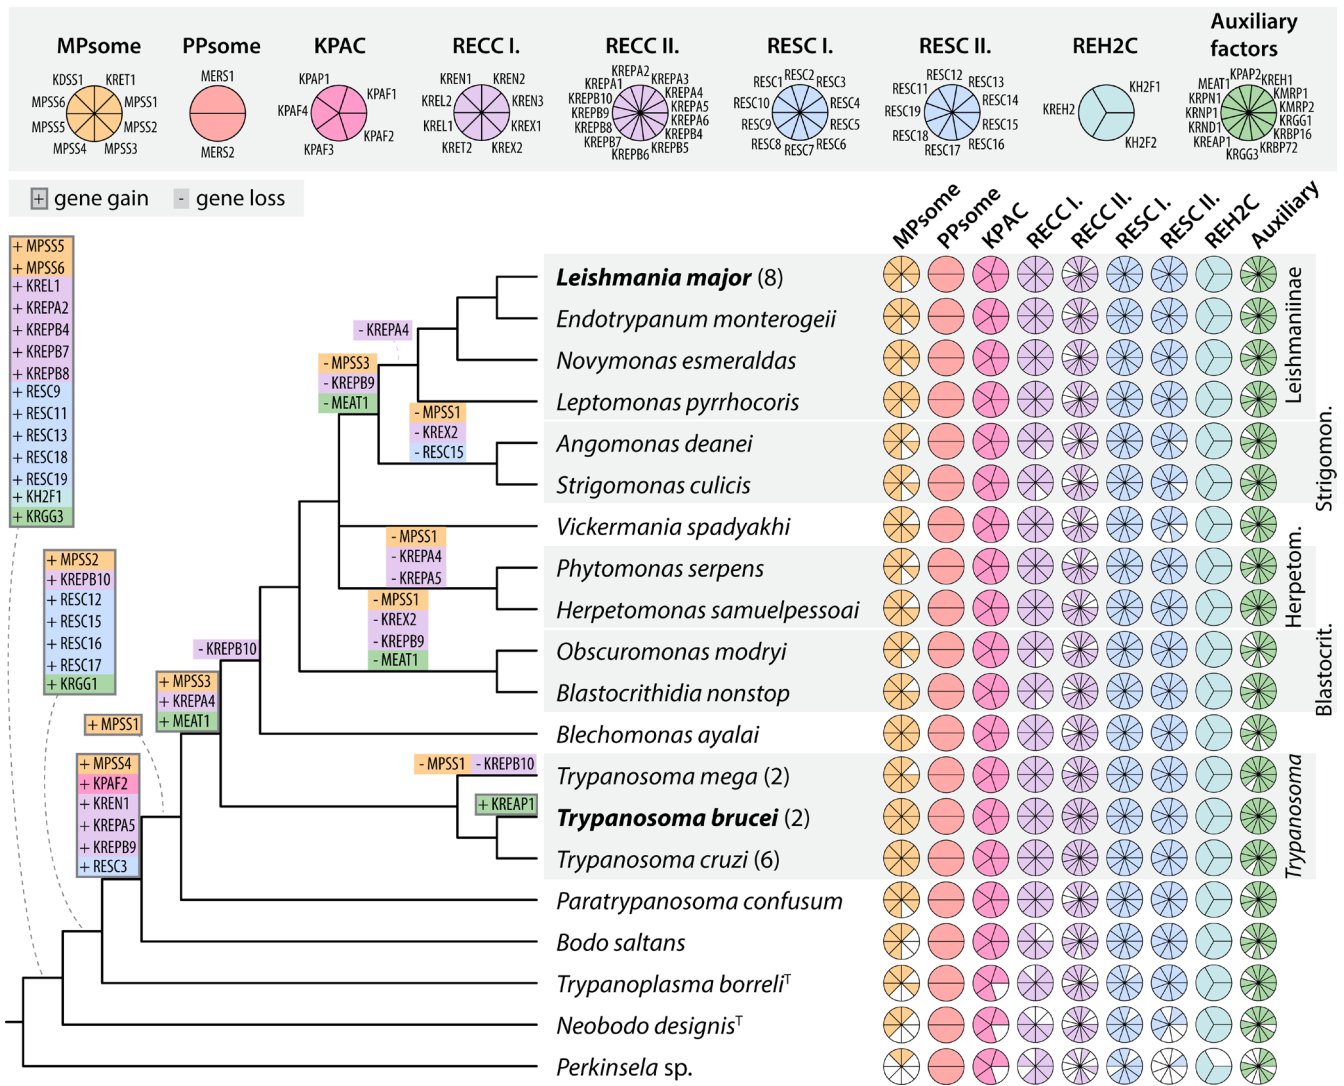 MPsome
KDSS1 KRET1
MPSS6 MPSS1
MPSS5 MPSS2
MPSS4 MPSS3
PPsome
MERS1
MERS2
KPAC
KPAP1 KPAF1
KPAF4
KPAF3 KPAF2
RECC I.
KREN1 KREN2
KREL2 KREN3
KREL1 KREX1
KRET2 KREX2
RECC II.
KREPA2
KREPA1 KREPA3
KREPB10 KREPA4
KREPB9 KREPA5
KREPB8 KREPA6
KREPB7 KREPB4
KREPB6 KREPB5
RESC I.
RESC2
RESC1 RESC3
RESC10 RESC4
RESC9 RESC5
RESC8 RESC6
RESC7
RESC II.
RESC12
RESC11 RESC13
RESC19 RESC14
RESC18 RESC15
RESC17 RESC16
REH2C
KH2F1
KREH2
KH2F2
Auxiliary
factors
KPAP2
MEAT1 KREH1
KRPN1 KMRP1
KRNP1 KMRP2
KRND1 KRGG1
KREAP1 KRBP16
KRGG3 KRBP72
+ gene gain - gene loss
MPsome
PPsome
KPAC
RECC I.
RECC II.
RESC I.
RESC II.
REH2C
Auxiliary
+ MPSS5
+ MPSS6
+ KREL1
+ KREPA2
+ KREPB4
+ KREPB7
+ KREPB8
+ RESC9
+ RESC11
+ RESC13
+ RESC18
+ RESC19
+ KH2F1
+ KRGG3
+ MPSS2
+ KREPB10
+ RESC12
+ RESC15
+ RESC16
+ RESC17
+ KRGG1
+ MPSS4
+ KPAF2
+ KREN1
+ KREPA5
+ KREPB9
+ RESC3
+ MPSS1
+ MPSS3
+ KREPA4
+ MEAT1
- KREPB10
- MPSS3
- KREPB9
- MEAT1
- KREPA4
- MPSS1
- KREX2
- RESC15
- MPSS1
- KREPA4
- KREPA5
- MPSS1
- KREX2
- KREPB9
- MEAT1
- MPSS1 - KREPB10
+ KREAP1
Leishmania major (8)
Endotrypanum monterogeii
Novymonas esmeraldas
Leptomonas pyrrhocoris
Angomonas deanei
Strigomonas culicis
Vickermania spadyakhi
Phytomonas serpens
Herpetomonas samuelpessoai
Obscuromonas modryi
Blastocrithidia nonstop
Blechomonas ayalai
Trypanosoma mega (2)
Trypanosoma brucei (2)
Trypanosoma cruzi (6)
Paratrypanosoma confusum
Bodo saltans
Trypanoplasma borreliᵀ
Neobodo designisᵀ
Perkinsela sp.
Leishmaniinae
Strigomon.
Herpetom.
Blastocrit.
Trypanosoma